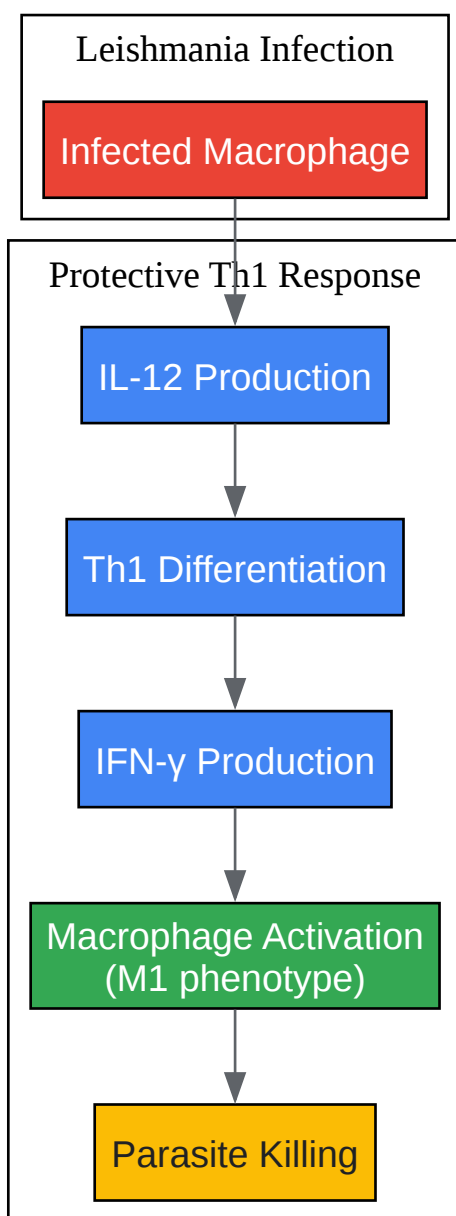 Leishmania Infection
Infected Macrophage
Protective Th1 Response
IL-12 Production
Th1 Differentiation
IFN-γ Production
Macrophage Activation
(M1 phenotype)
Parasite Killing